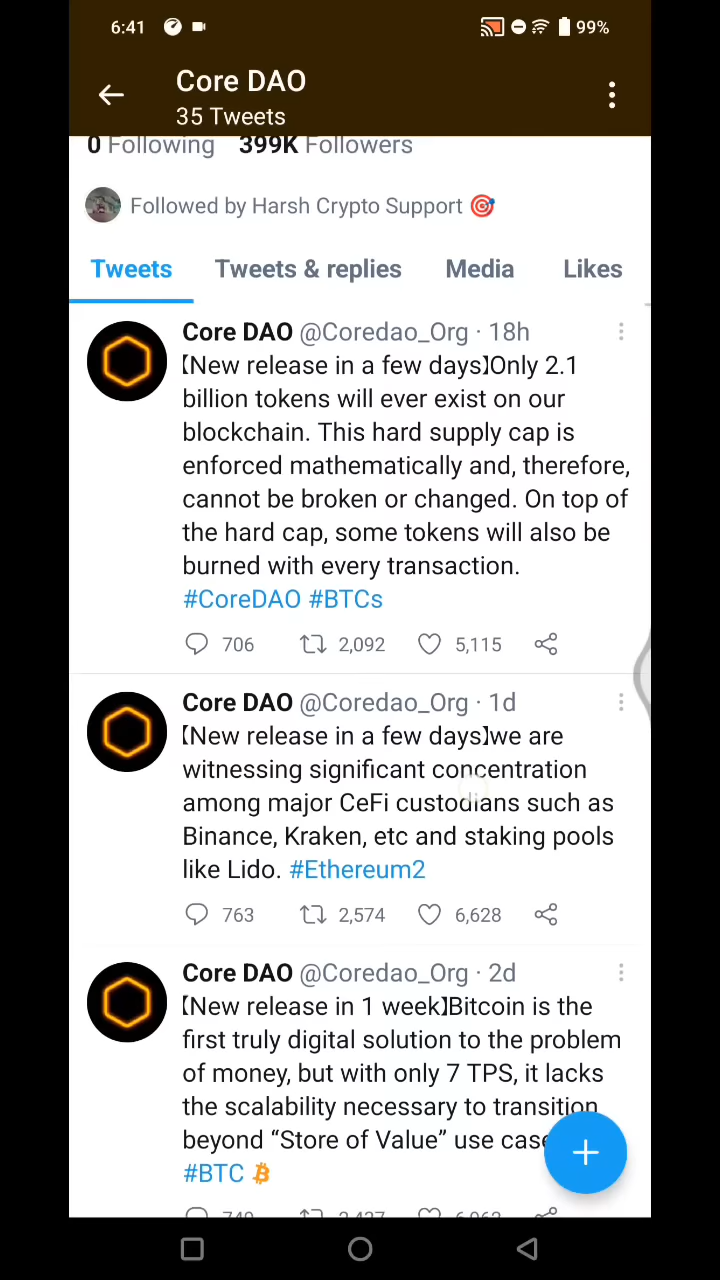 6:41
99%
Core DAO
35 Tweets
0 Following 399K Followers
Followed by Harsh Crypto Support 🎯
Tweets Tweets & replies Media Likes
Core DAO @Coredao_Org · 18h
【New release in a few days】Only 2.1
billion tokens will ever exist on our
blockchain. This hard supply cap is
enforced mathematically and, therefore,
cannot be broken or changed. On top of
the hard cap, some tokens will also be
burned with every transaction.
#CoreDAO #BTCs
706 2,092 5,115
Core DAO @Coredao_Org · 1d
【New release in a few days】we are
witnessing significant concentration
among major CeFi custodians such as
Binance, Kraken, etc and staking pools
like Lido. #Ethereum2
763 2,574 6,628
Core DAO @Coredao_Org · 2d
【New release in 1 week】Bitcoin is the
first truly digital solution to the problem
of money, but with only 7 TPS, it lacks
the scalability necessary to transition
beyond “Store of Value” use case
#BTC